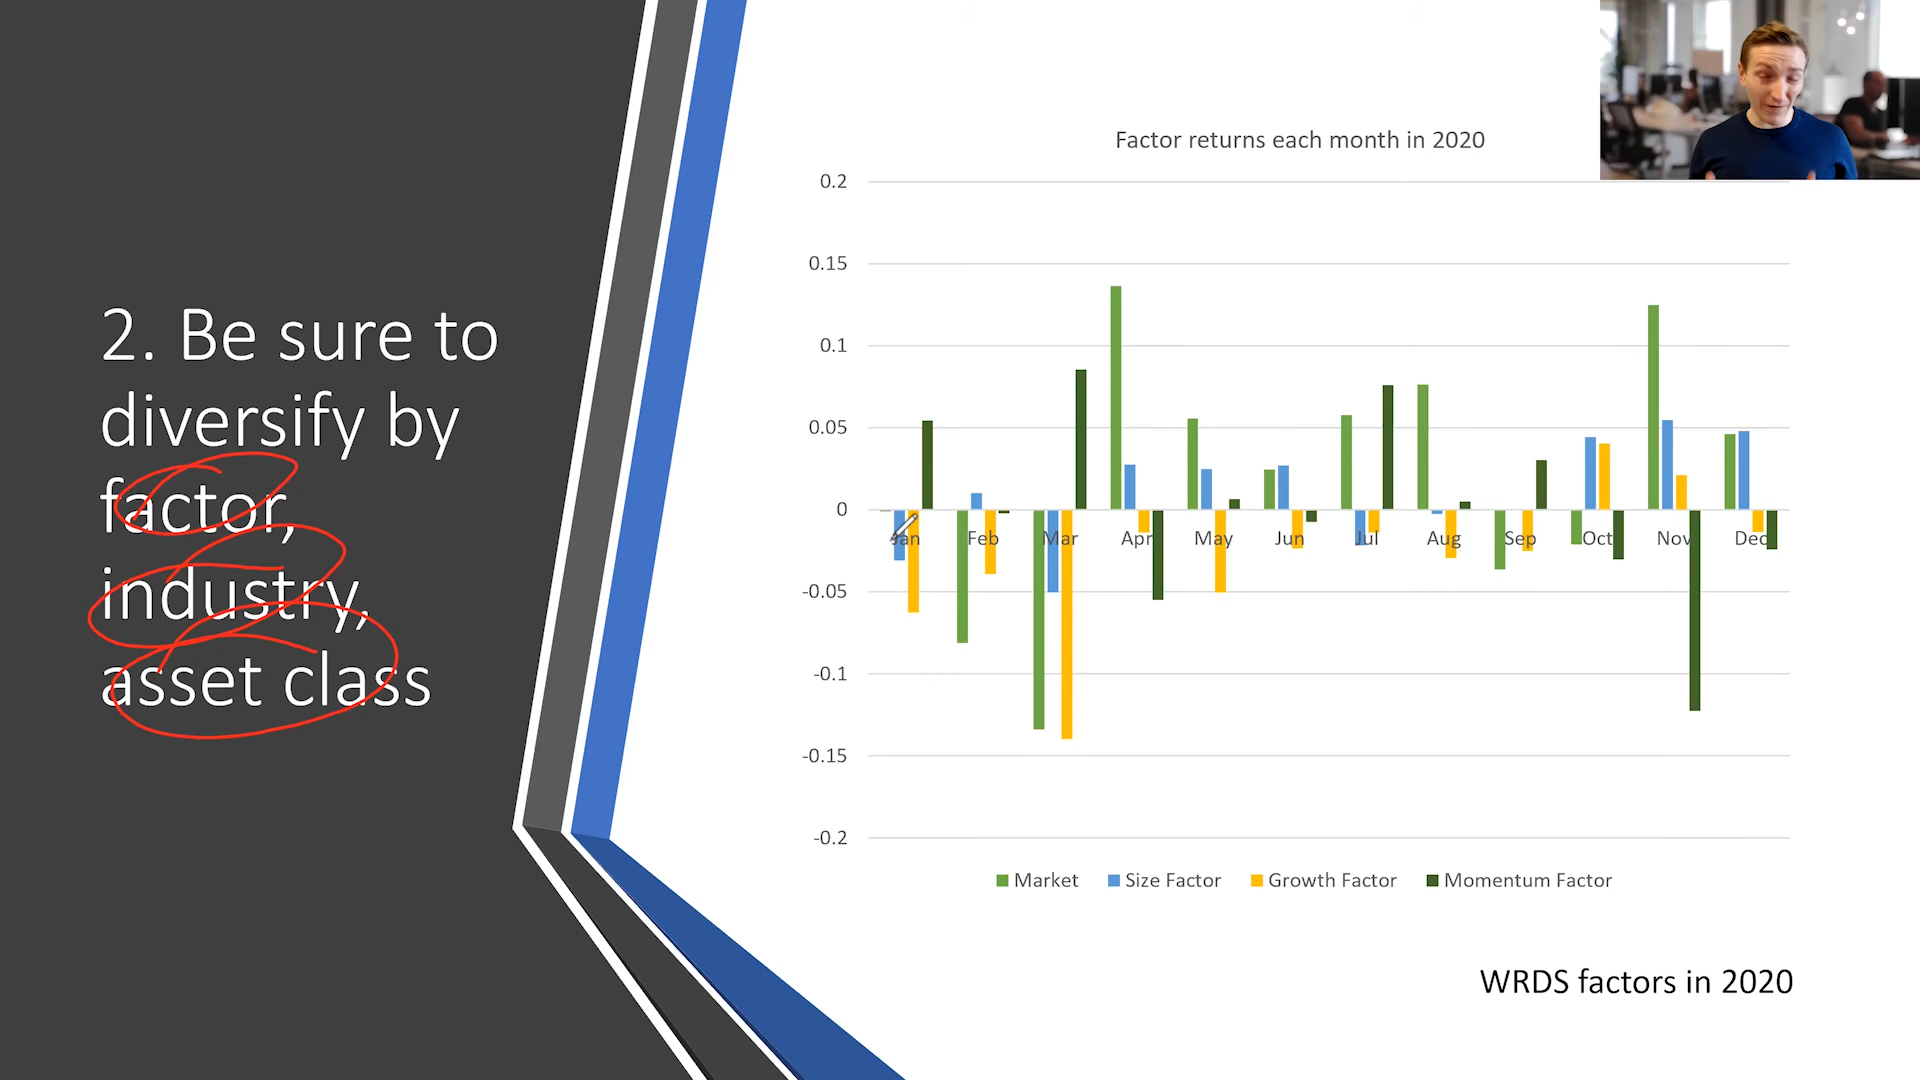 2. Be sure to
diversify by
factor,
industry,
asset class
Factor returns each month in 2020
0.2
0.15
0.1
0.05
0
-0.05
-0.1
-0.15
-0.2
Jan Feb Mar Apr May Jun Jul Aug Sep Oct Nov Dec
Market Size Factor Growth Factor Momentum Factor
WRDS factors in 2020